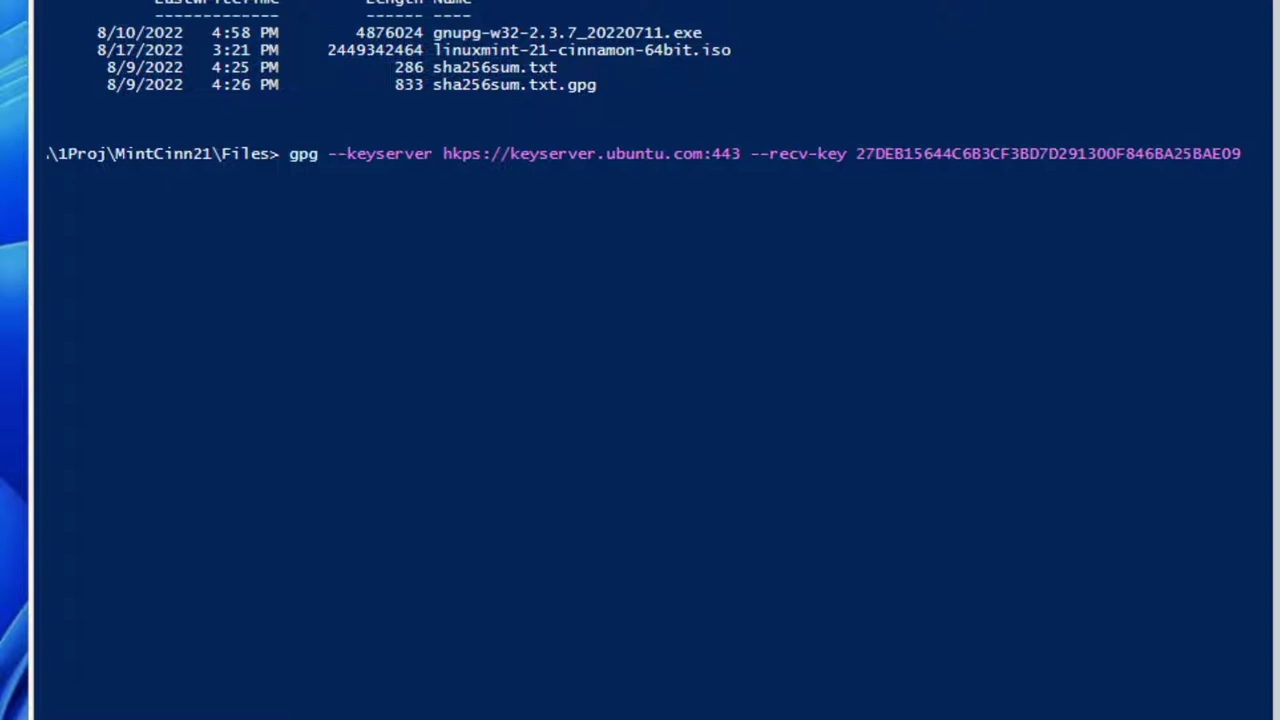 LastWriteTime Length Name
------------- ------ ----
8/10/2022 4:58 PM 4876024 gnupg-w32-2.3.7_20220711.exe
8/17/2022 3:21 PM 2449342464 linuxmint-21-cinnamon-64bit.iso
8/9/2022 4:25 PM 286 sha256sum.txt
8/9/2022 4:26 PM 833 sha256sum.txt.gpg
.\1Proj\MintCinn21\Files> gpg --keyserver hkps://keyserver.ubuntu.com:443 --recv-key 27DEB15644C6B3CF3BD7D291300F846BA25BAE09